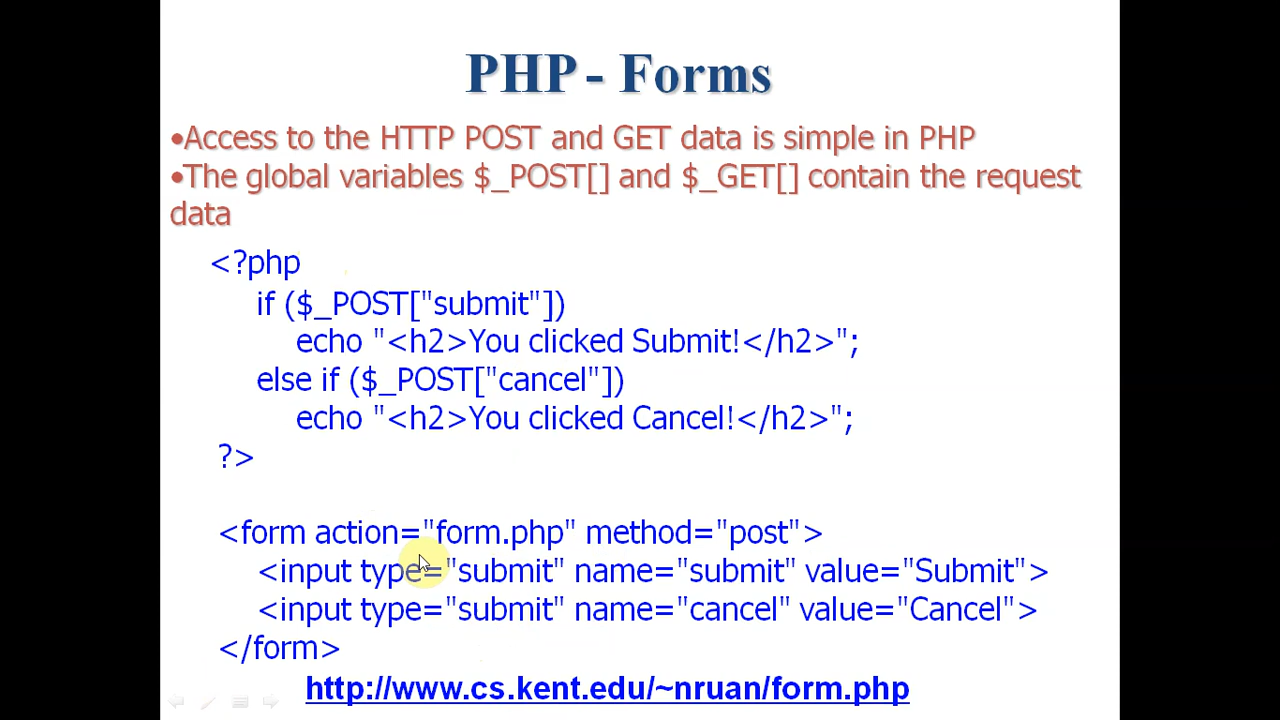 PHP - Forms
•Access to the HTTP POST and GET data is simple in PHP
•The global variables $_POST[] and $_GET[] contain the request
data
<?php
if ($_POST["submit"])
echo "<h2>You clicked Submit!</h2>";
else if ($_POST["cancel"])
echo "<h2>You clicked Cancel!</h2>";
?>
<form action="form.php" method="post">
<input type="submit" name="submit" value="Submit">
<input type="submit" name="cancel" value="Cancel">
</form>
http://www.cs.kent.edu/~nruan/form.php